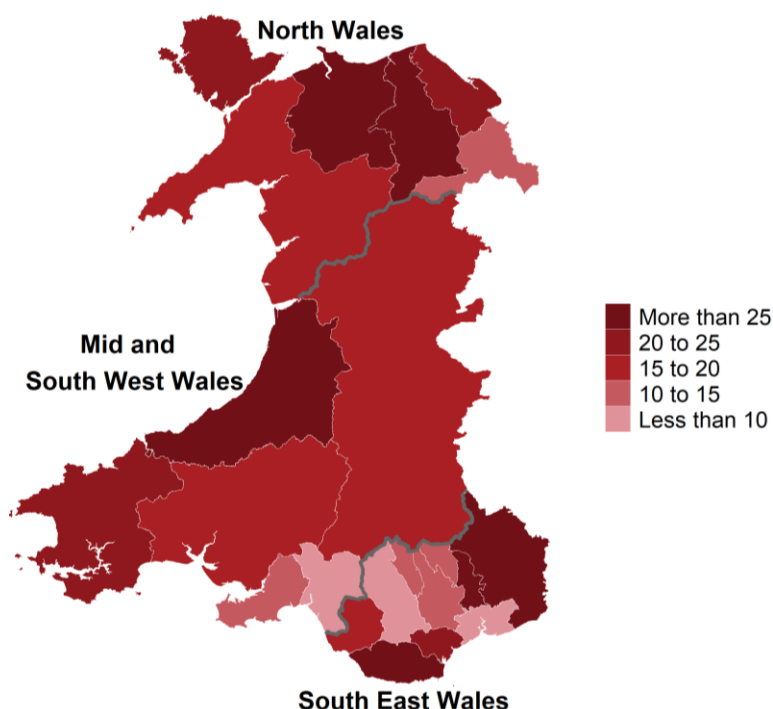 North Wales
Mid and
South West Wales
More than 25
20 to 25
15 to 20
10 to 15
Less than 10
South East Wales